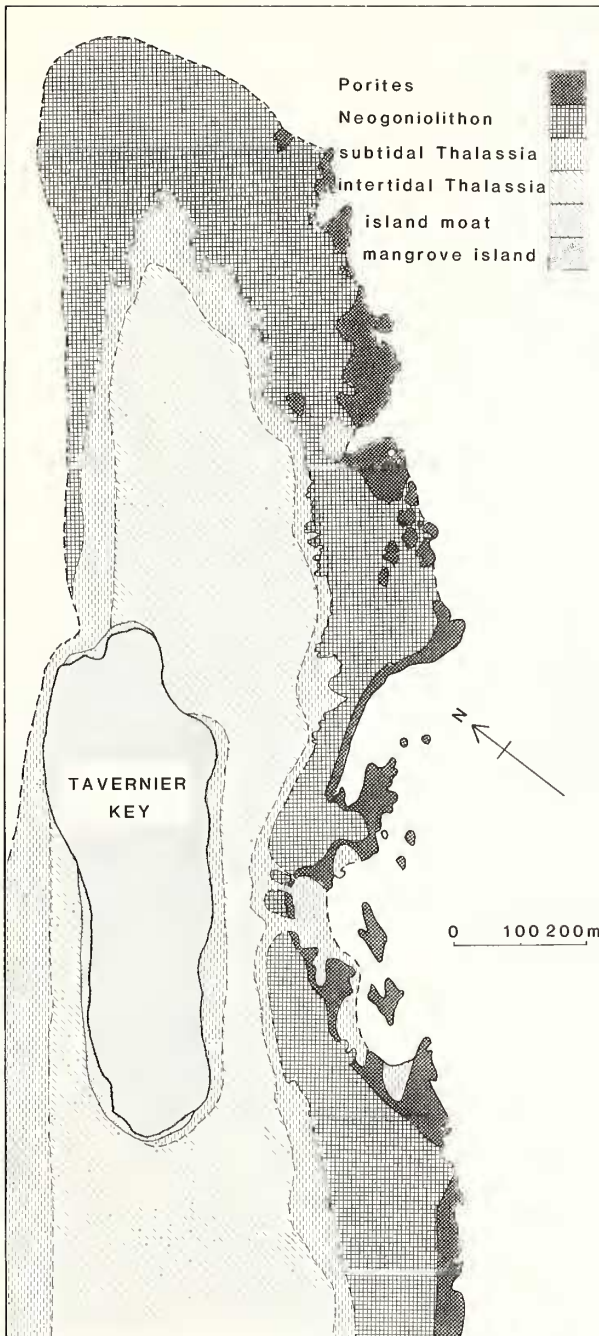 Porites
Neogoniolithon
subtidal Thalassia
intertidal Thalassia
island moat
mangrove island
N
TAVERNIER
KEY
0 100 200m